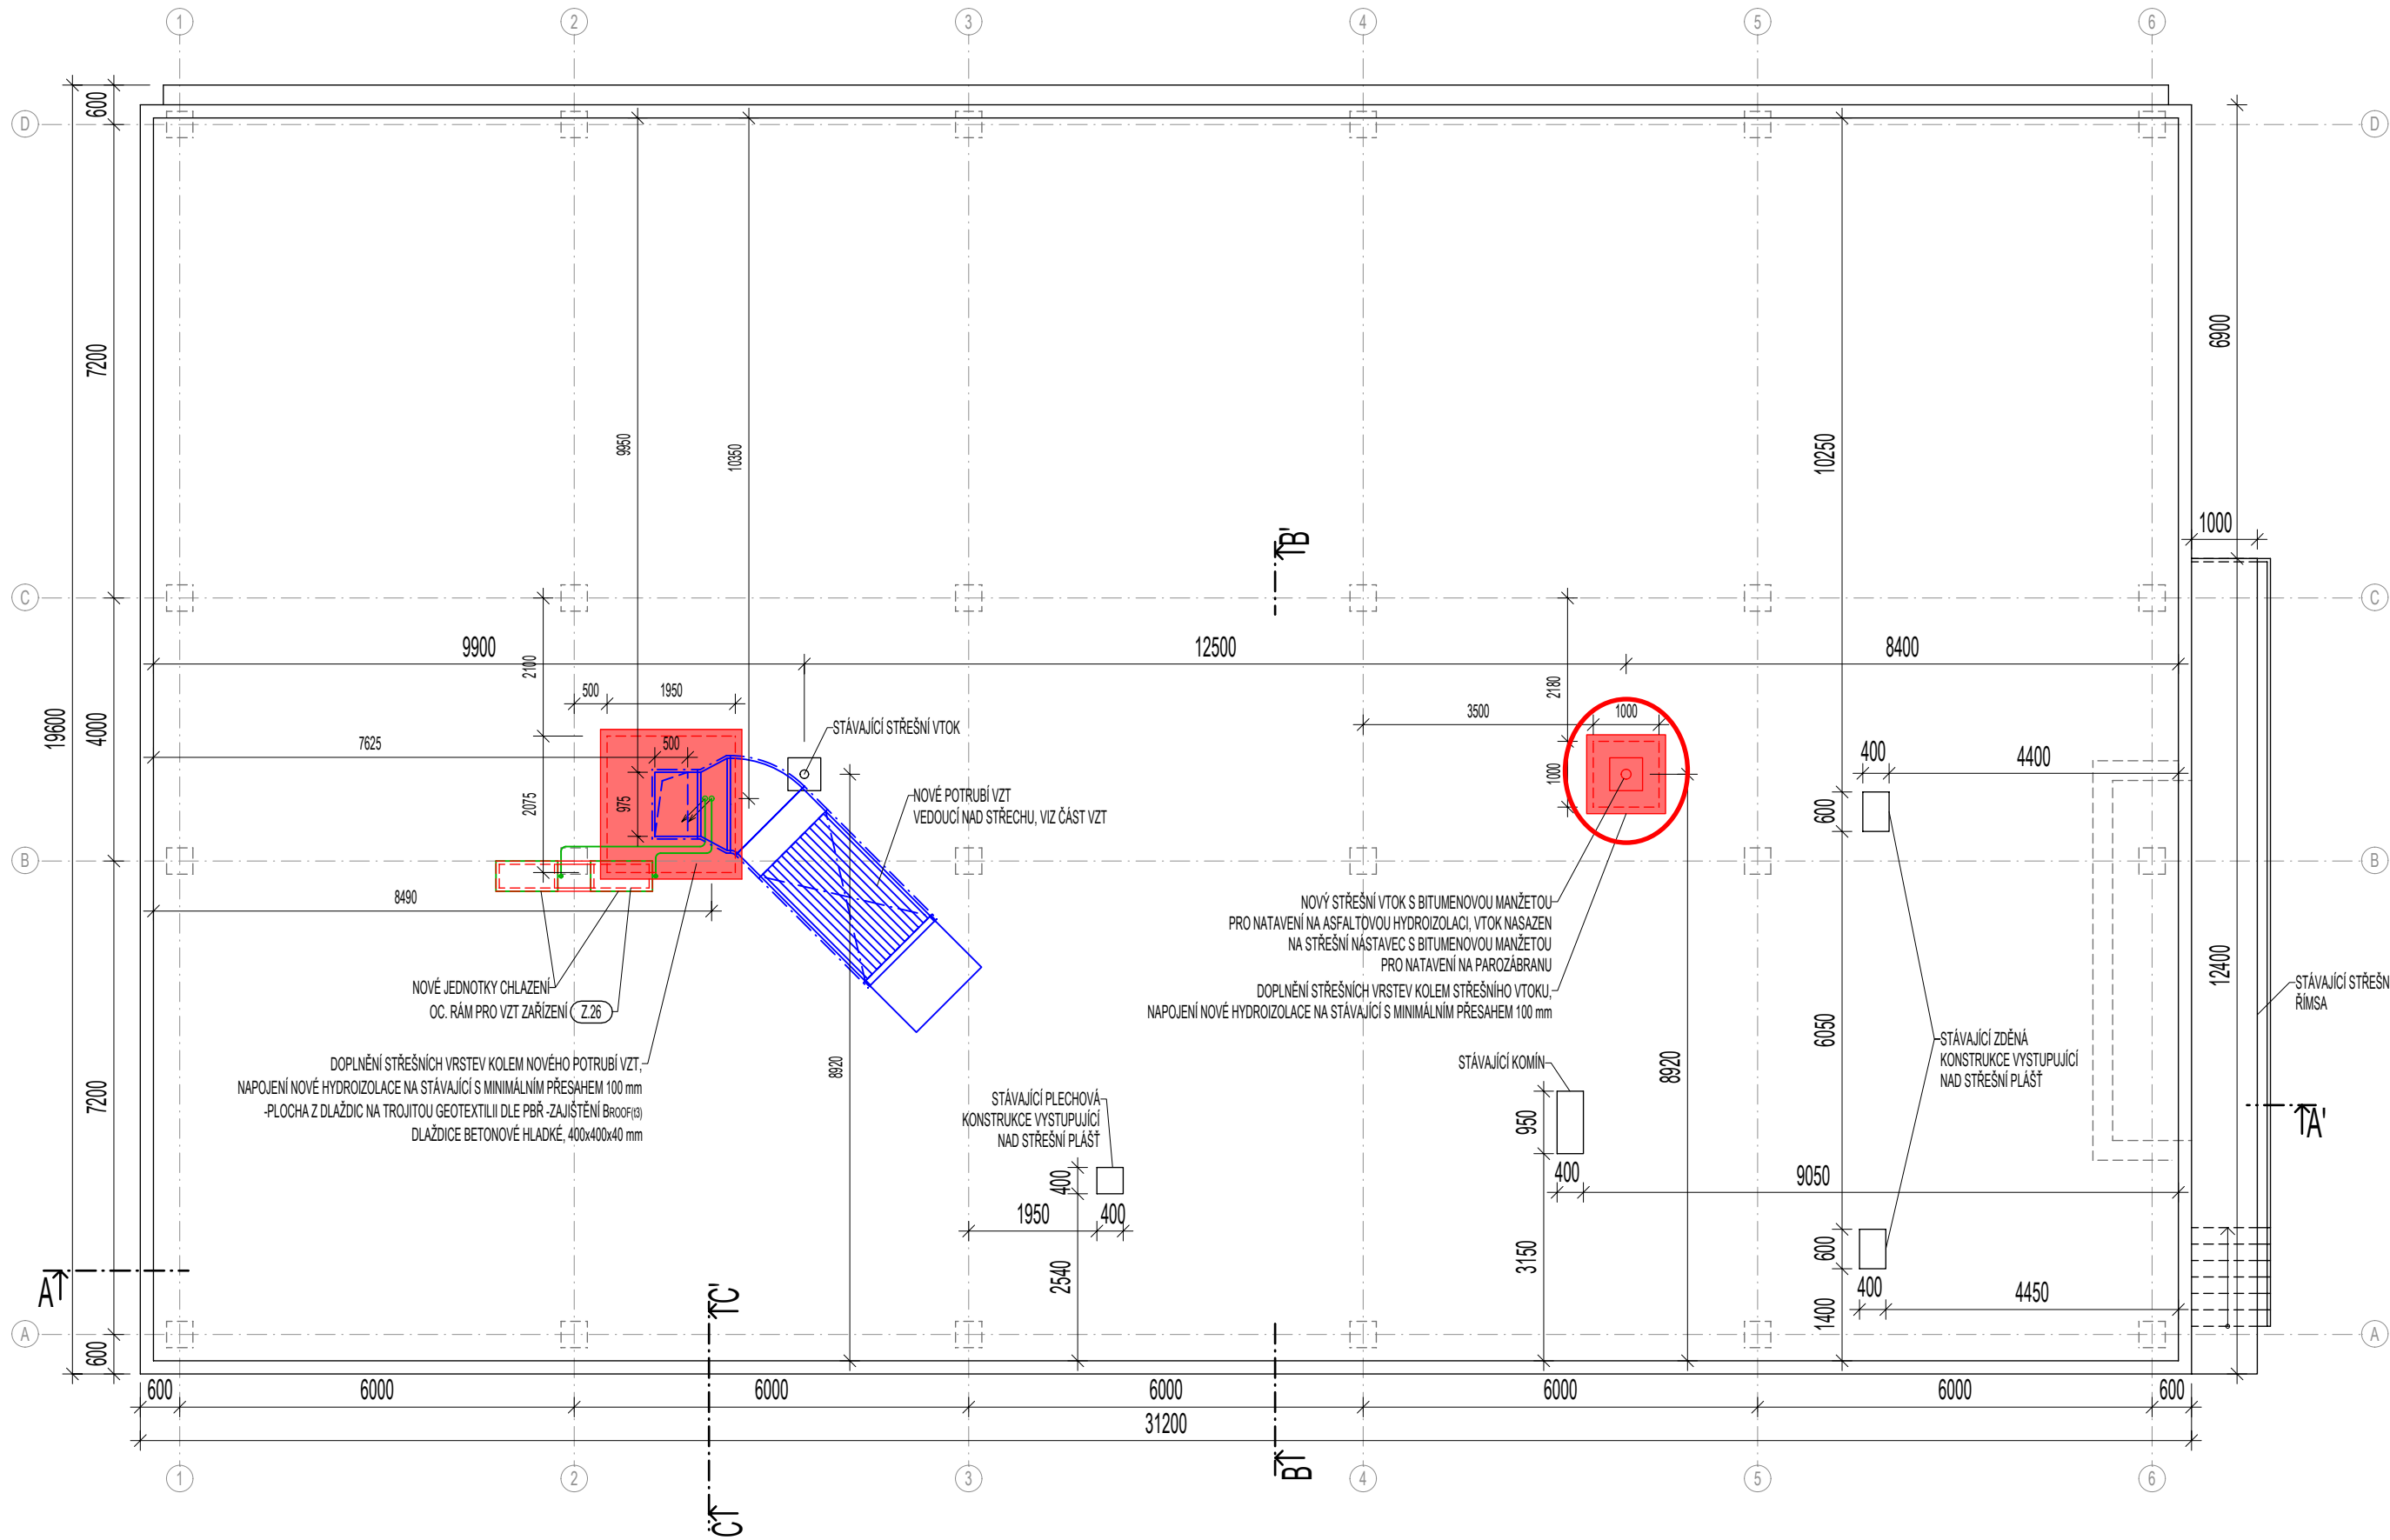 1
2
3
4
5
6
D
D
600
7200
19600
4000
7200
600
9950
10350
10250
6900
1000
B'
C
C
9900
12500
8400
2100
500
1950
2180
3500
1000
7625
500
STÁVAJÍCÍ STŘEŠNÍ VTOK
400
4400
2075
975
1000
600
NOVÉ POTRUBÍ VZT
VEDOUCÍ NAD STŘECHU, VIZ ČÁST VZT
B
B
8490
NOVÝ STŘEŠNÍ VTOK S BITUMENOVOU MANŽETOU
PRO NATAVENÍ NA ASFALTOVOU HYDROIZOLACI, VTOK NASAZEN
NA STŘEŠNÍ NÁSTAVEC S BITUMENOVOU MANŽETOU
PRO NATAVENÍ NA PAROZÁBRANU
DOPLNĚNÍ STŘEŠNÍCH VRSTEV KOLEM STŘEŠNÍHO VTOKU,
NAPOJENÍ NOVÉ HYDROIZOLACE NA STÁVAJÍCÍ S MINIMÁLNÍM PŘESAHEM 100 mm
12400
STÁVAJÍCÍ STŘEŠN
ŘÍMSA
NOVÉ JEDNOTKY CHLAZENÍ
OC. RÁM PRO VZT ZAŘÍZENÍ Z.26
DOPLNĚNÍ STŘEŠNÍCH VRSTEV KOLEM NOVÉHO POTRUBÍ VZT,
NAPOJENÍ NOVÉ HYDROIZOLACE NA STÁVAJÍCÍ S MINIMÁLNÍM PŘESAHEM 100 mm
-PLOCHA Z DLAŽDIC NA TROJITOU GEOTEXTILII DLE PBŘ -ZAJIŠTĚNÍ BROOF(t3)
DLAŽDICE BETONOVÉ HLADKÉ, 400x400x40 mm
8920
8920
6050
STÁVAJÍCÍ ZDĚNÁ
KONSTRUKCE VYSTUPUJÍCÍ
NAD STŘEŠNÍ PLÁŠŤ
STÁVAJÍCÍ KOMÍN
STÁVAJÍCÍ PLECHOVÁ
KONSTRUKCE VYSTUPUJÍCÍ
NAD STŘEŠNÍ PLÁŠŤ
950
A'
400
400
9050
1950
400
2540
3150
600
A
C'
400
4450
1400
A
A
600
6000
6000
6000
6000
6000
600
31200
B
1
2
3
4
5
6
C